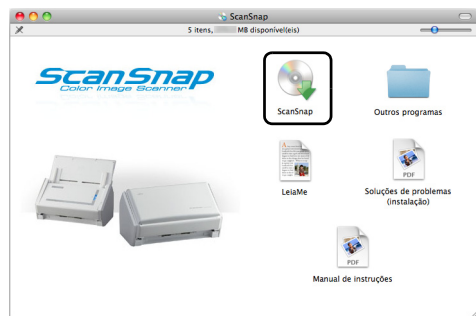 ScanSnap
5 itens, MB disponível(eis)
ScanSnap
Color Image Scanner
ScanSnap
Outros programas
LeiaMe
PDF
Soluções de problemas
(instalação)
PDF
Manual de instruções